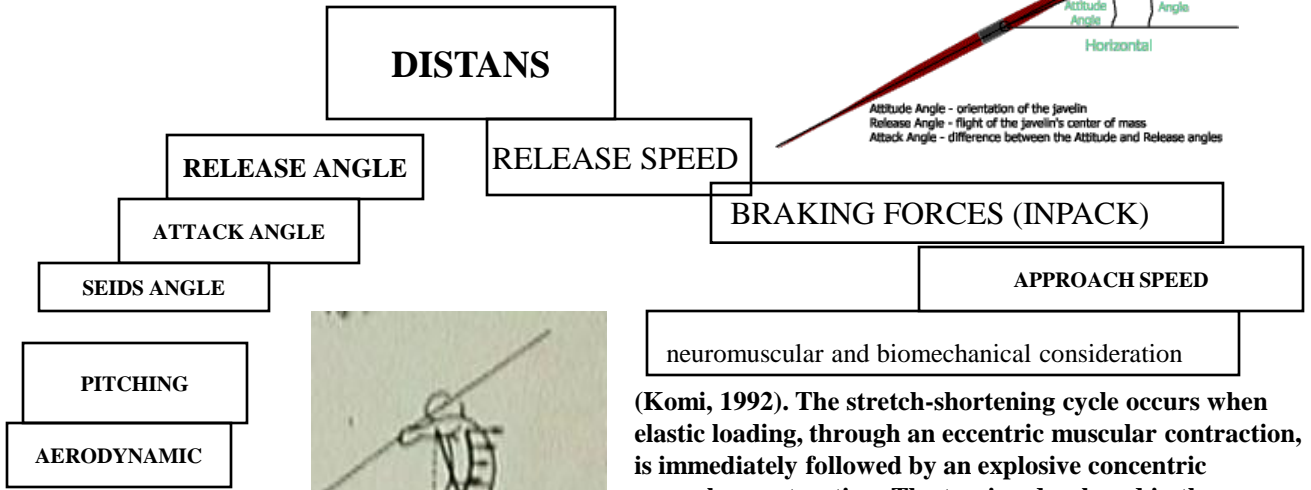 Attitude
Angle
Angle
Horizontal
Attitude Angle - orientation of the javelin
Release Angle - flight of the javelin's center of mass
Attack Angle - difference between the Attitude and Release angles
DISTANS
RELEASE SPEED
RELEASE ANGLE
BRAKING FORCES (INPACK)
ATTACK ANGLE
APPROACH SPEED
SEIDS ANGLE
neuromuscular and biomechanical consideration
PITCHING
AERODYNAMIC
(Komi, 1992). The stretch-shortening cycle occurs when
elastic loading, through an eccentric muscular contraction,
is immediately followed by an explosive concentric